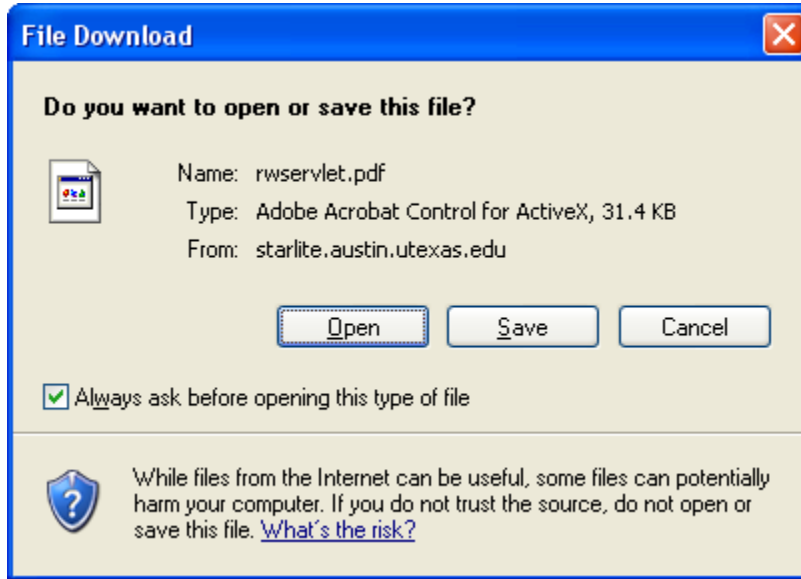 File Download
Do you want to open or save this file?
Name: rwservlet.pdf
Type: Adobe Acrobat Control for ActiveX, 31.4 KB
From: starlite.austin.utexas.edu
Open Save Cancel
Always ask before opening this type of file
While files from the Internet can be useful, some files can potentially
harm your computer. If you do not trust the source, do not open or
save this file. What's the risk?